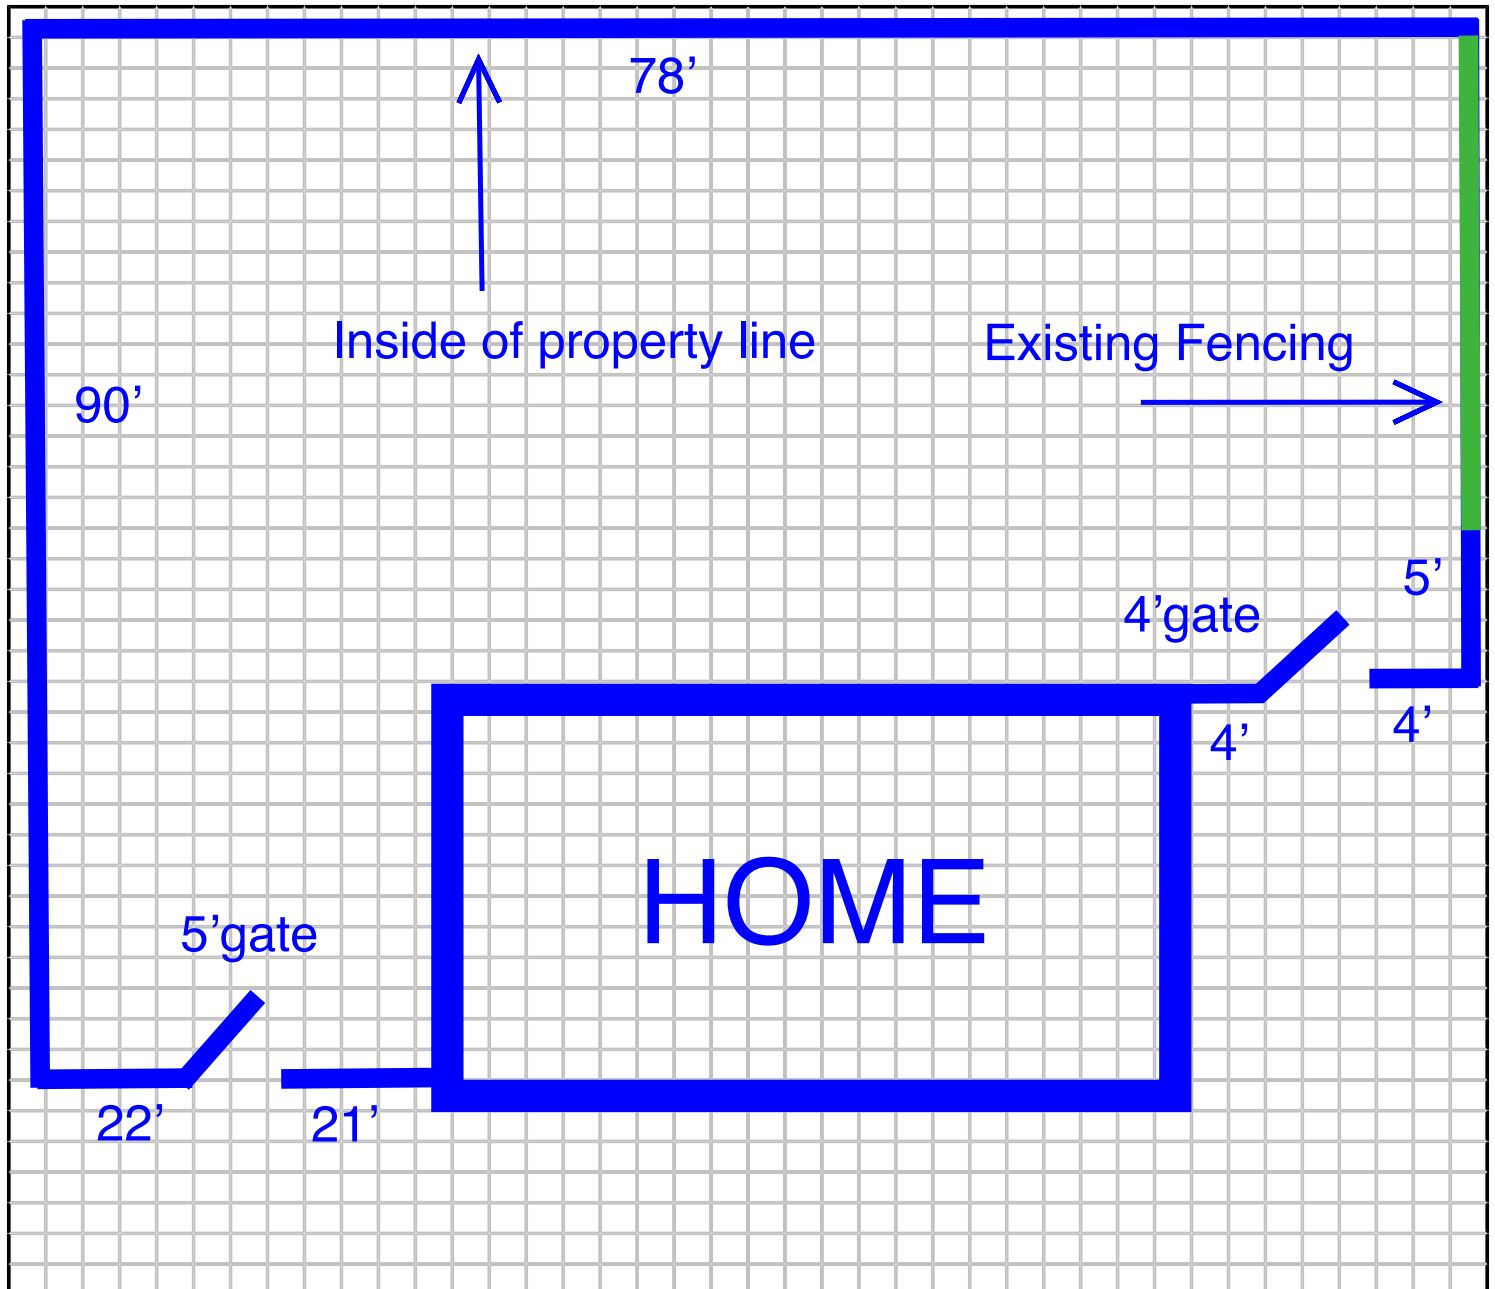 78’
Inside of property line
Existing Fencing
90’
5’
4’gate
4’
4’
HOME
5’gate
22’
21’